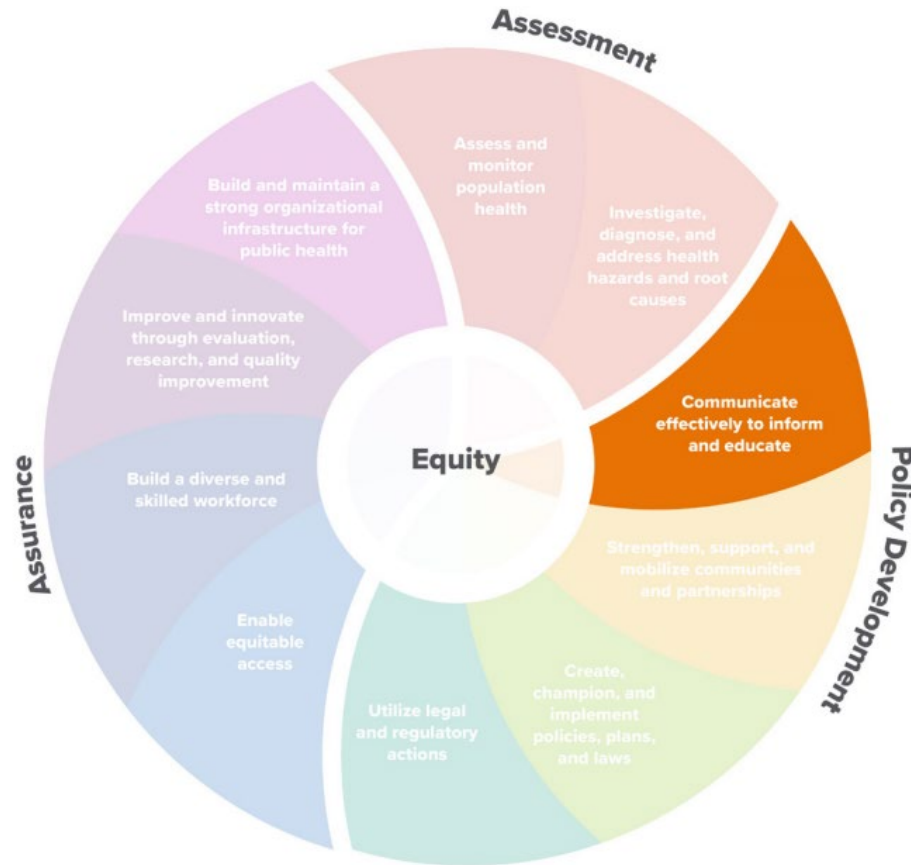 Assessment
Assess and
monitor
population
health
Investigate,
diagnose, and
address health
hazards and root
causes
Policy Development
Communicate
effectively to inform
and educate
Strengthen, support, and
mobilize communities
and partnerships
Create,
champion, and
implement
policies, plans,
and laws
Utilize legal
and regulatory
actions
Assurance
Enable
equitable
access
Build a diverse and
skilled workforce
Improve and innovate
through evaluation,
research, and quality
improvement
Build and maintain a
strong organizational
infrastructure for
public health
Equity